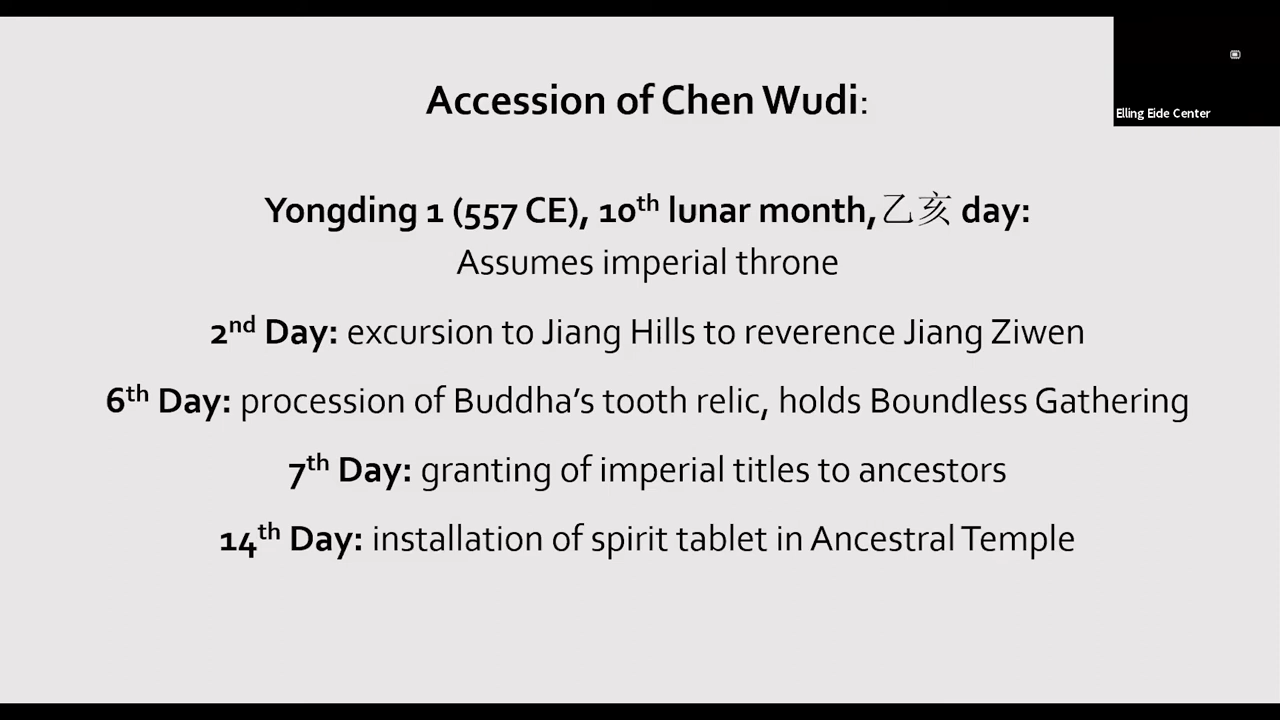 Accession of Chen Wudi:
Elling Eide Center
Yongding 1 (557 CE), 10th lunar month, 乙亥 day:
Assumes imperial throne
2nd Day: excursion to Jiang Hills to reverence Jiang Ziwen
6th Day: procession of Buddha's tooth relic, holds Boundless Gathering
7th Day: granting of imperial titles to ancestors
14th Day: installation of spirit tablet in Ancestral Temple